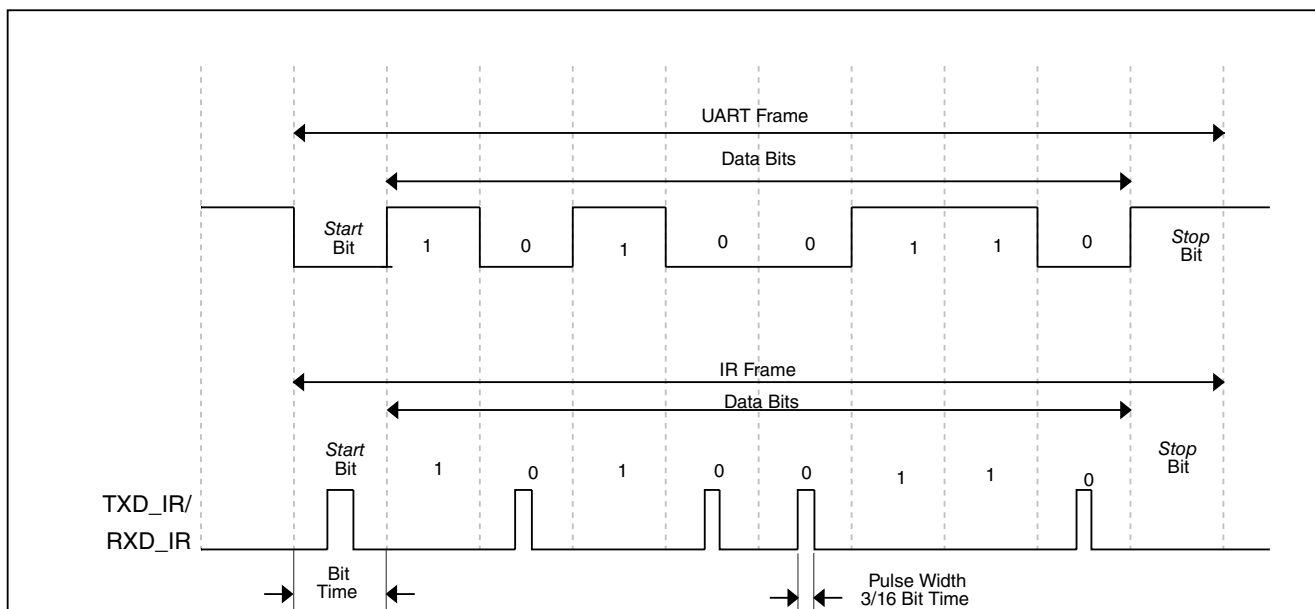 UART Frame
Data Bits
Start
Bit
1
0
1
0
0
1
1
0
Stop
Bit
IR Frame
Data Bits
Start
Bit
1
0
1
0
0
1
1
0
Stop
Bit
TXD_IR/
RXD_IR
Bit
Time
Pulse Width
3/16 Bit Time